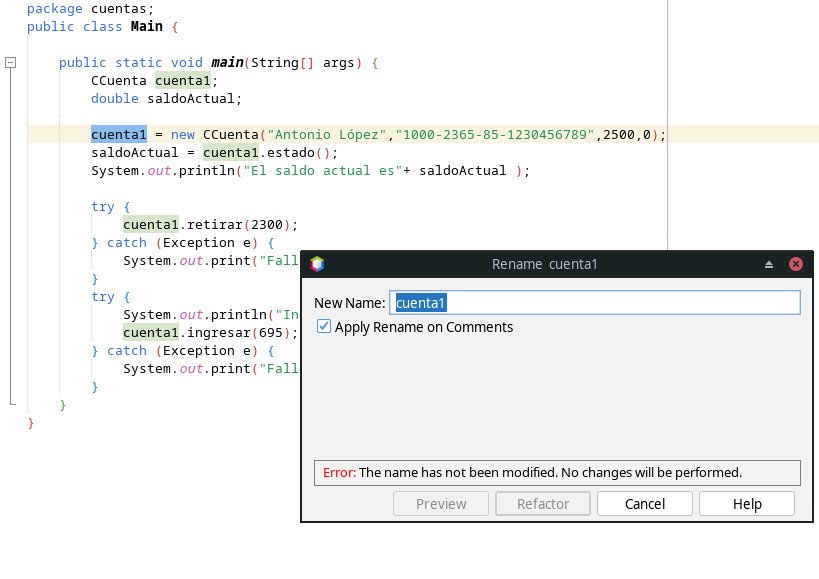 package cuentas;
public class Main {
public static void main(String[] args) {
CCuenta cuenta1;
double saldoActual;
cuenta1 = new CCuenta("Antonio López","1000-2365-85-1230456789",2500,0);
saldoActual = cuenta1.estado();
System.out.println("El saldo actual es"+ saldoActual );
try {
cuenta1.retirar(2300);
} catch (Exception e) {
System.out.print("Fall
}
try {
System.out.println("In
cuenta1.ingresar(695);
} catch (Exception e) {
System.out.print("Fall
}
}
}
Rename cuenta1
New Name: cuenta1
Apply Rename on Comments
Error: The name has not been modified. No changes will be performed.
Preview Refactor Cancel Help